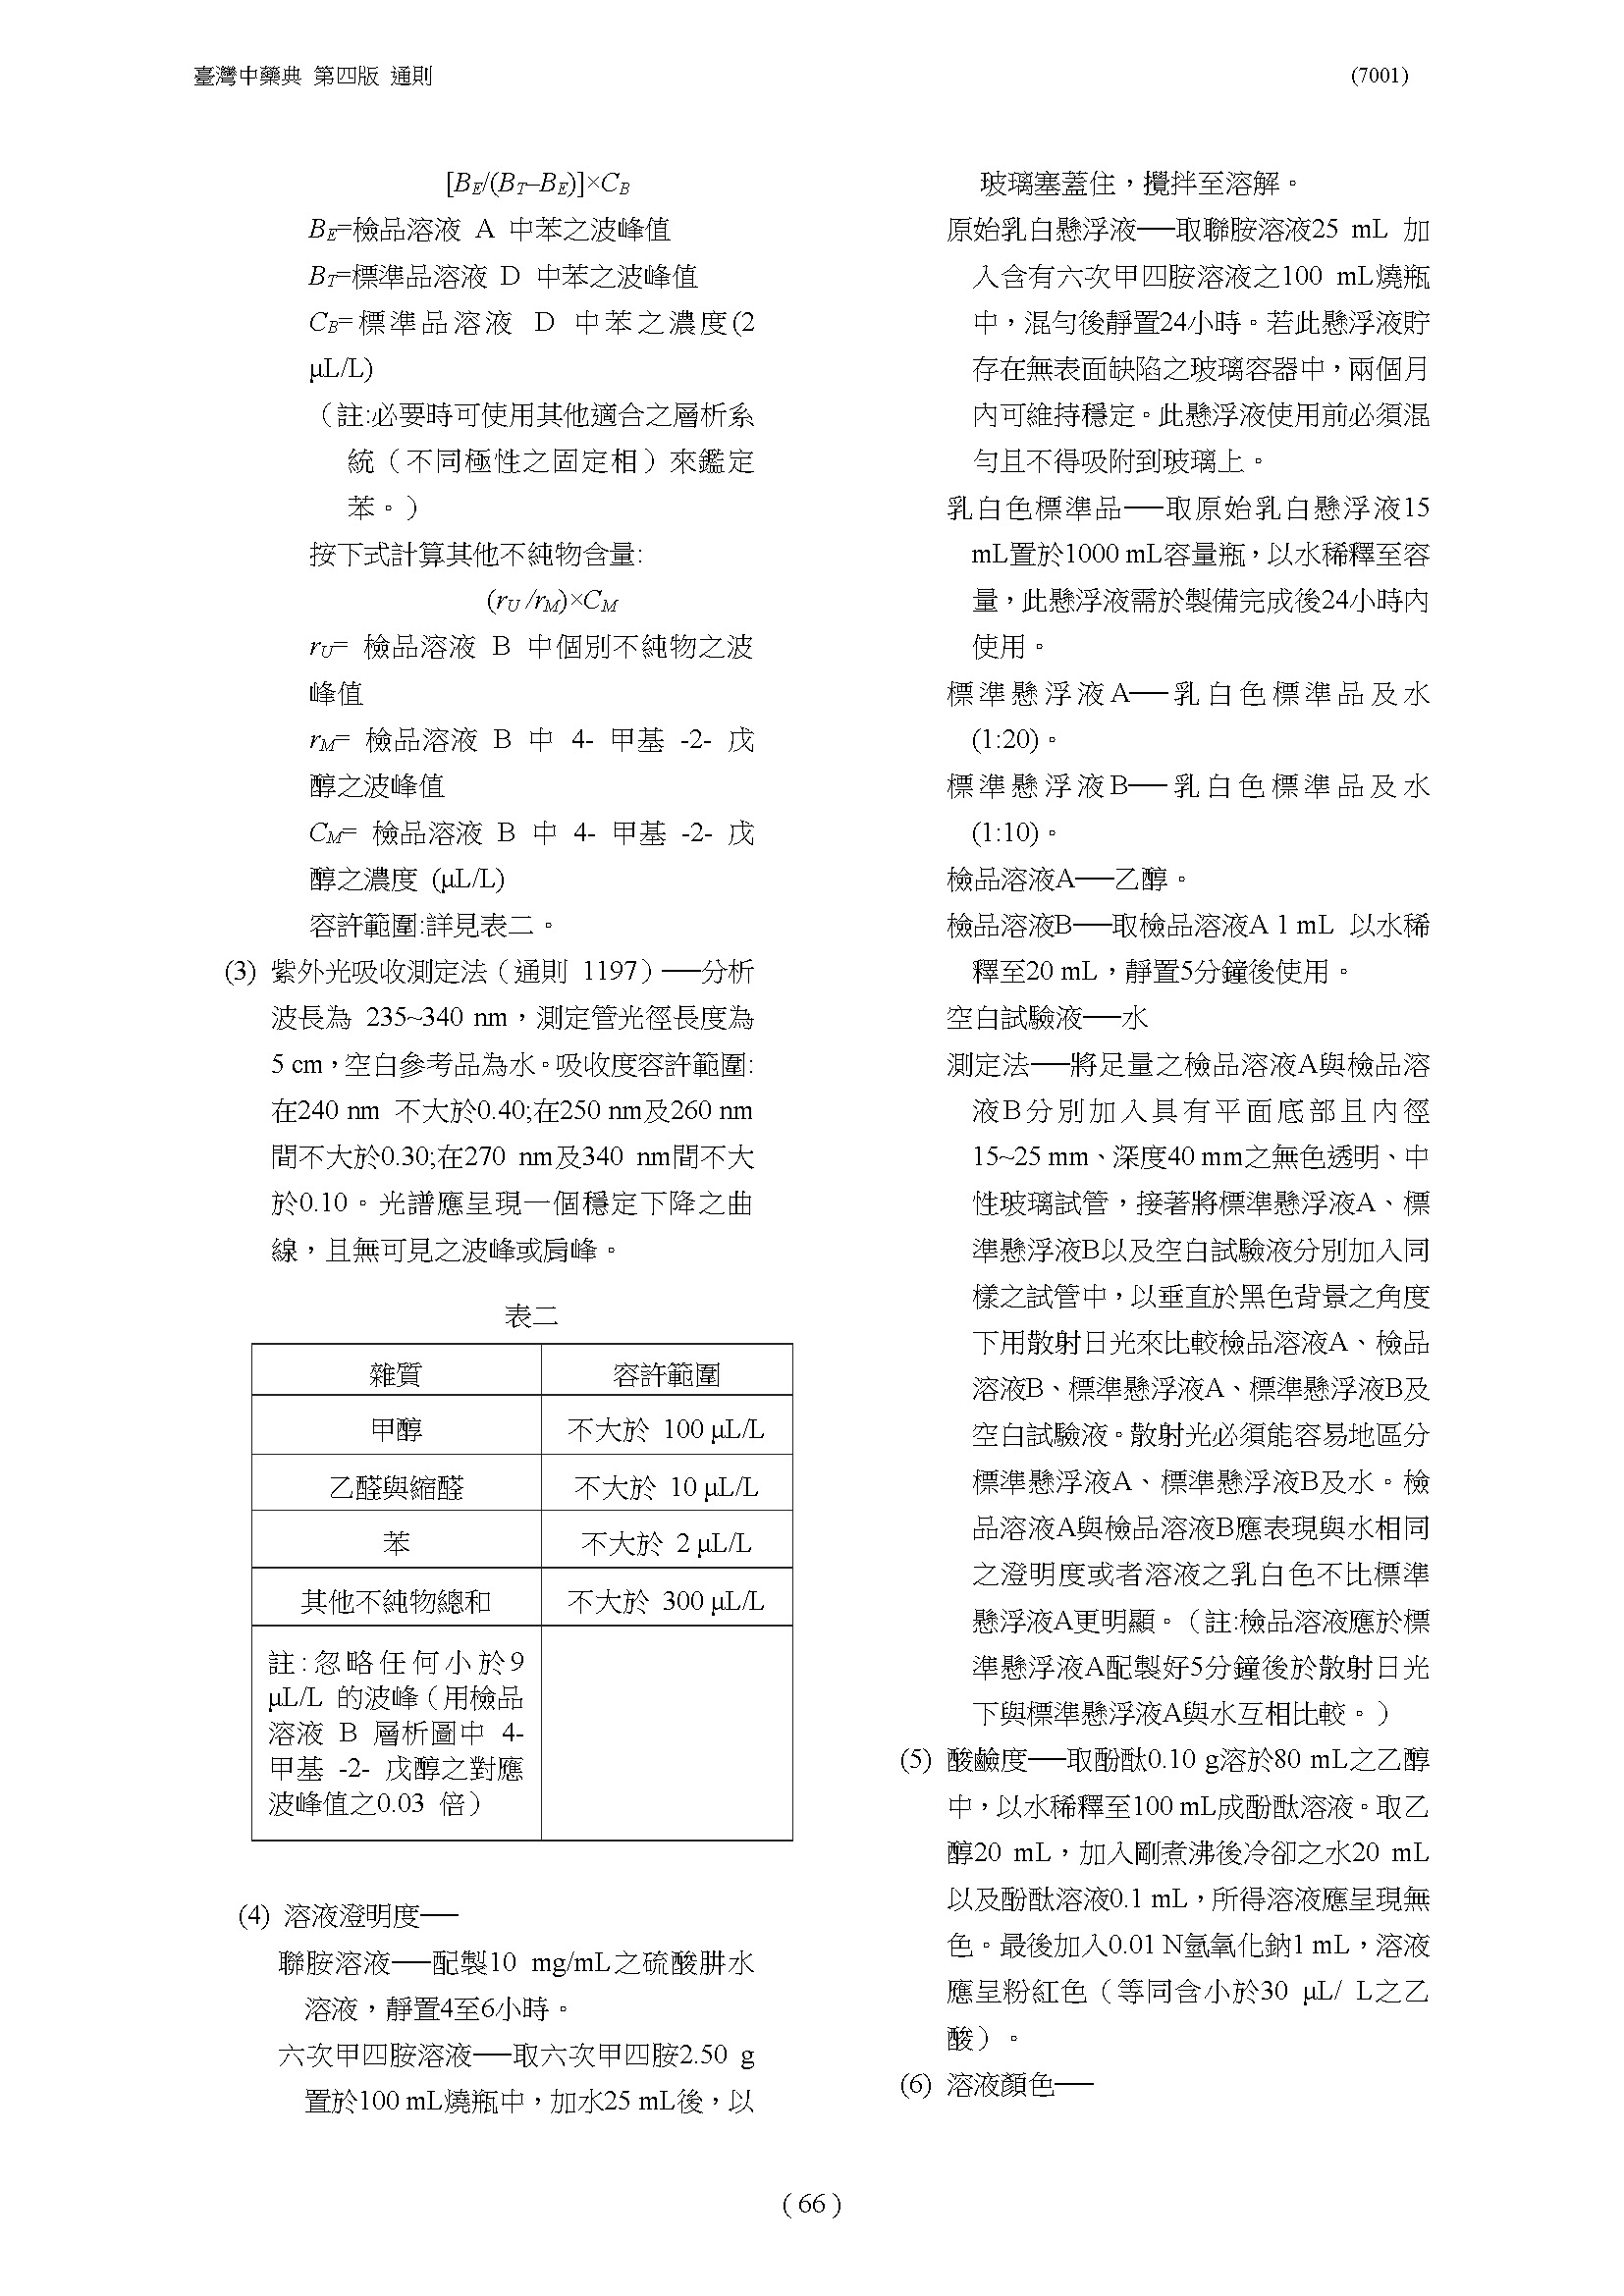 臺灣中藥典 第四版 通則
(7001)
[BE/(BT–BE)]×CB
BE=檢品溶液 A 中苯之波峰值
BT=標準品溶液 D 中苯之波峰值
CB=標準品溶液 D 中苯之濃度(2
μL/L)
（註:必要時可使用其他適合之層析系
統（不同極性之固定相）來鑑定
苯。）
按下式計算其他不純物含量:
(rU /rM)×CM
rU= 檢品溶液 B 中個別不純物之波
峰值
rM= 檢品溶液 B 中 4- 甲基 -2- 戊
醇之波峰值
CM= 檢品溶液 B 中 4- 甲基 -2- 戊
醇之濃度 (μL/L)
容許範圍:詳見表二。
(3) 紫外光吸收測定法（通則 1197）──分析
波長為 235~340 nm，測定管光徑長度為
5 cm，空白參考品為水。吸收度容許範圍:
在240 nm 不大於0.40;在250 nm及260 nm
間不大於0.30;在270 nm及340 nm間不大
於0.10。光譜應呈現一個穩定下降之曲
線，且無可見之波峰或肩峰。
表二
雜質 容許範圍
甲醇 不大於 100 μL/L
乙醛與縮醛 不大於 10 μL/L
苯 不大於 2 μL/L
其他不純物總和 不大於 300 μL/L
註:忽略任何小於9
μL/L 的波峰（用檢品
溶液 B 層析圖中 4-
甲基 -2- 戊醇之對應
波峰值之0.03 倍）
(4) 溶液澄明度──
聯胺溶液──配製10 mg/mL之硫酸肼水
溶液，靜置4至6小時。
六次甲四胺溶液──取六次甲四胺2.50 g
置於100 mL燒瓶中，加水25 mL後，以
玻璃塞蓋住，攪拌至溶解。
原始乳白懸浮液──取聯胺溶液25 mL 加
入含有六次甲四胺溶液之100 mL燒瓶
中，混勻後靜置24小時。若此懸浮液貯
存在無表面缺陷之玻璃容器中，兩個月
內可維持穩定。此懸浮液使用前必須混
勻且不得吸附到玻璃上。
乳白色標準品──取原始乳白懸浮液15
mL置於1000 mL容量瓶，以水稀釋至容
量，此懸浮液需於製備完成後24小時內
使用。
標準懸浮液A──乳白色標準品及水
(1:20)。
標準懸浮液B──乳白色標準品及水
(1:10)。
檢品溶液A──乙醇。
檢品溶液B──取檢品溶液A 1 mL 以水稀
釋至20 mL，靜置5分鐘後使用。
空白試驗液──水
測定法──將足量之檢品溶液A與檢品溶
液B分別加入具有平面底部且內徑
15~25 mm、深度40 mm之無色透明、中
性玻璃試管，接著將標準懸浮液A、標
準懸浮液B以及空白試驗液分別加入同
樣之試管中，以垂直於黑色背景之角度
下用散射日光來比較檢品溶液A、檢品
溶液B、標準懸浮液A、標準懸浮液B及
空白試驗液。散射光必須能容易地區分
標準懸浮液A、標準懸浮液B及水。檢
品溶液A與檢品溶液B應表現與水相同
之澄明度或者溶液之乳白色不比標準
懸浮液A更明顯。（註:檢品溶液應於標
準懸浮液A配製好5分鐘後於散射日光
下與標準懸浮液A與水互相比較。）
(5) 酸鹼度──取酚酞0.10 g溶於80 mL之乙醇
中，以水稀釋至100 mL成酚酞溶液。取乙
醇20 mL，加入剛煮沸後冷卻之水20 mL
以及酚酞溶液0.1 mL，所得溶液應呈現無
色。最後加入0.01 N氫氧化鈉1 mL，溶液
應呈粉紅色（等同含小於30 μL/ L之乙
酸）。
(6) 溶液顏色──
( 66 )